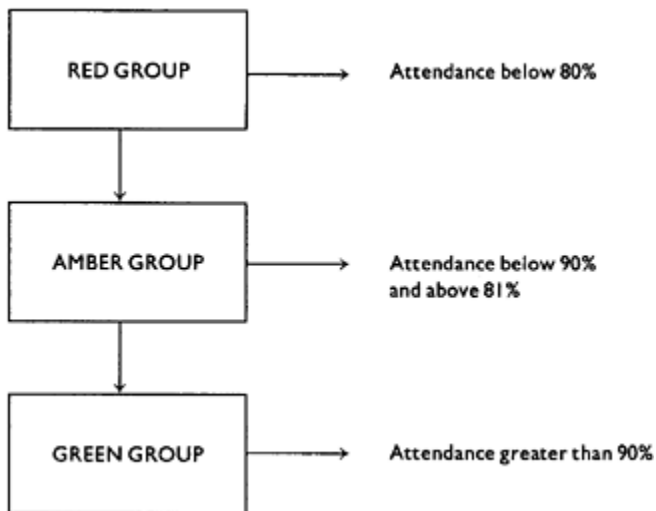 RED GROUP
Attendance below 80%
AMBER GROUP
Attendance below 90%
and above 81%
GREEN GROUP
Attendance greater than 90%